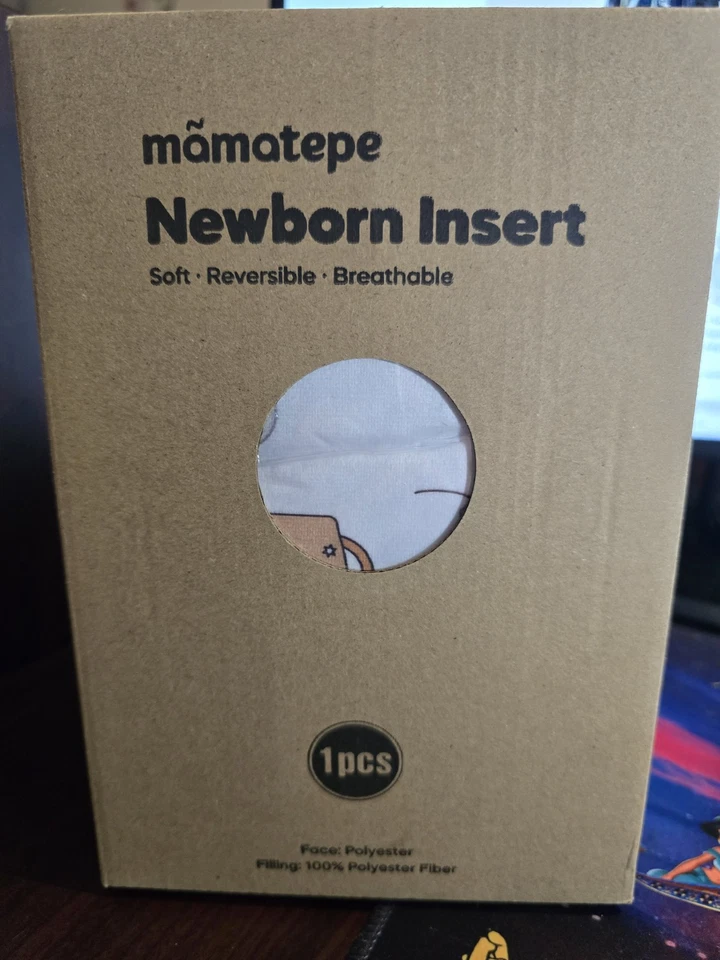 mãmatepe
Newborn Insert
Soft · Reversible · Breathable
1pcs
Face: Polyester
Filling: 100% Polyester Fiber